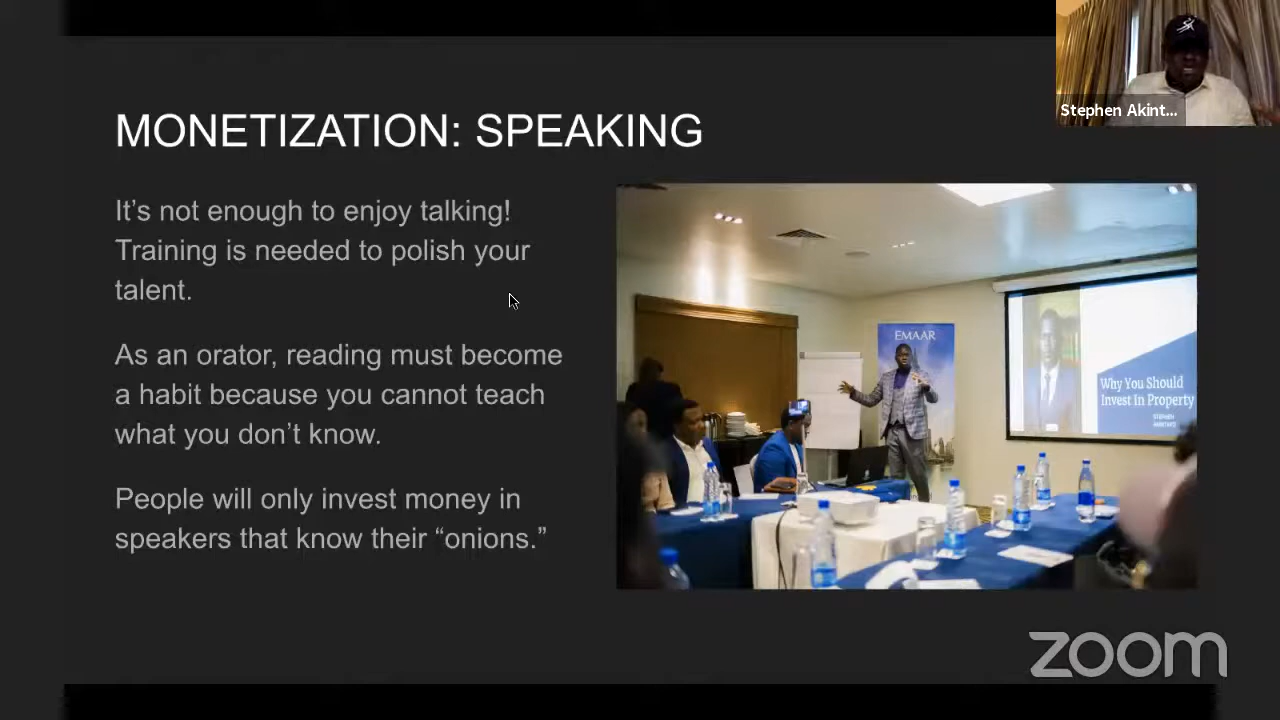 Stephen Akint...
MONETIZATION: SPEAKING
It’s not enough to enjoy talking!
Training is needed to polish your
talent.
As an orator, reading must become
a habit because you cannot teach
what you don’t know.
People will only invest money in
speakers that know their “onions.”
EMAAR
Why You Should
Invest In Property
STEPHEN
zoom